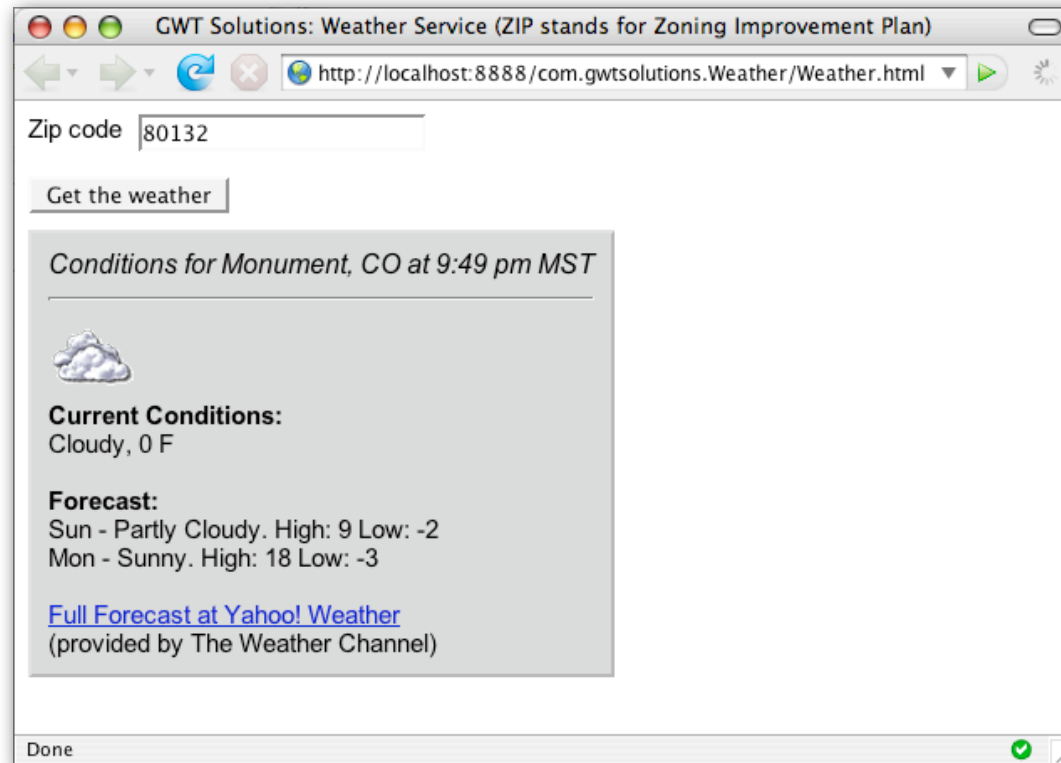 GWT Solutions: Weather Service (ZIP stands for Zoning Improvement Plan)
http://localhost:8888/com.gwtsolutions.Weather/Weather.html
Zip code 80132
Get the weather
Conditions for Monument, CO at 9:49 pm MST
Current Conditions:
Cloudy, 0 F
Forecast:
Sun - Partly Cloudy. High: 9 Low: -2
Mon - Sunny. High: 18 Low: -3
Full Forecast at Yahoo! Weather
(provided by The Weather Channel)
Done